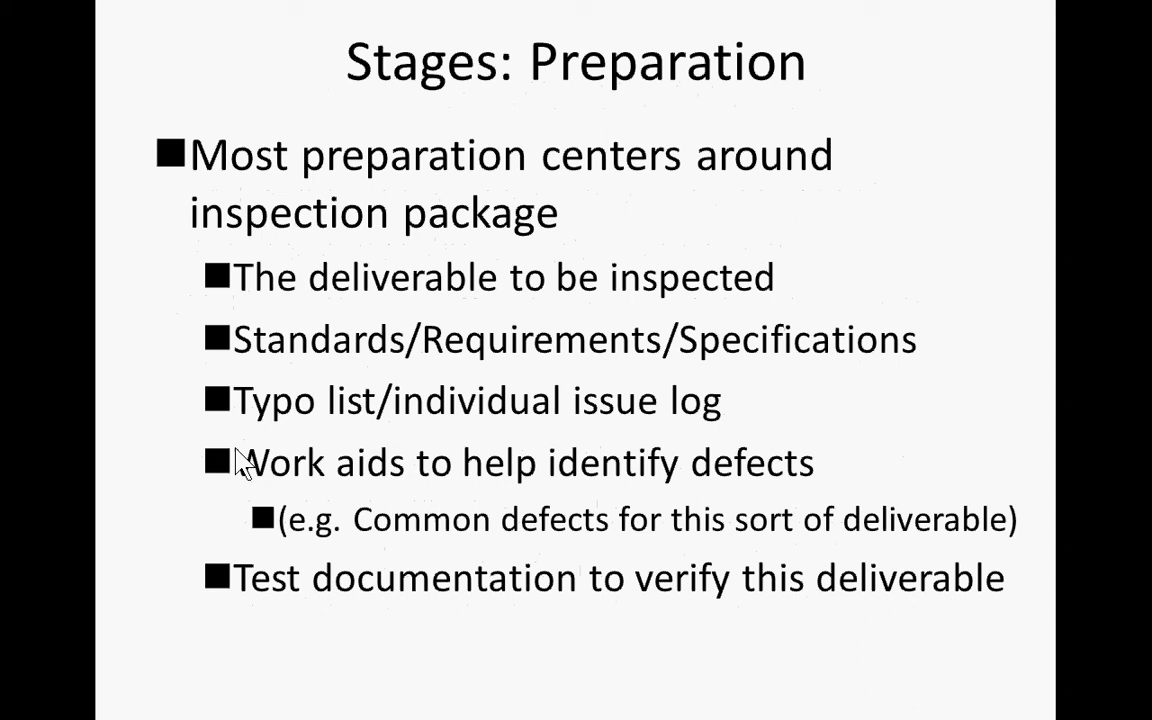 Stages: Preparation
Most preparation centers around
inspection package
The deliverable to be inspected
Standards/Requirements/Specifications
Typo list/individual issue log
Work aids to help identify defects
(e.g. Common defects for this sort of deliverable)
Test documentation to verify this deliverable